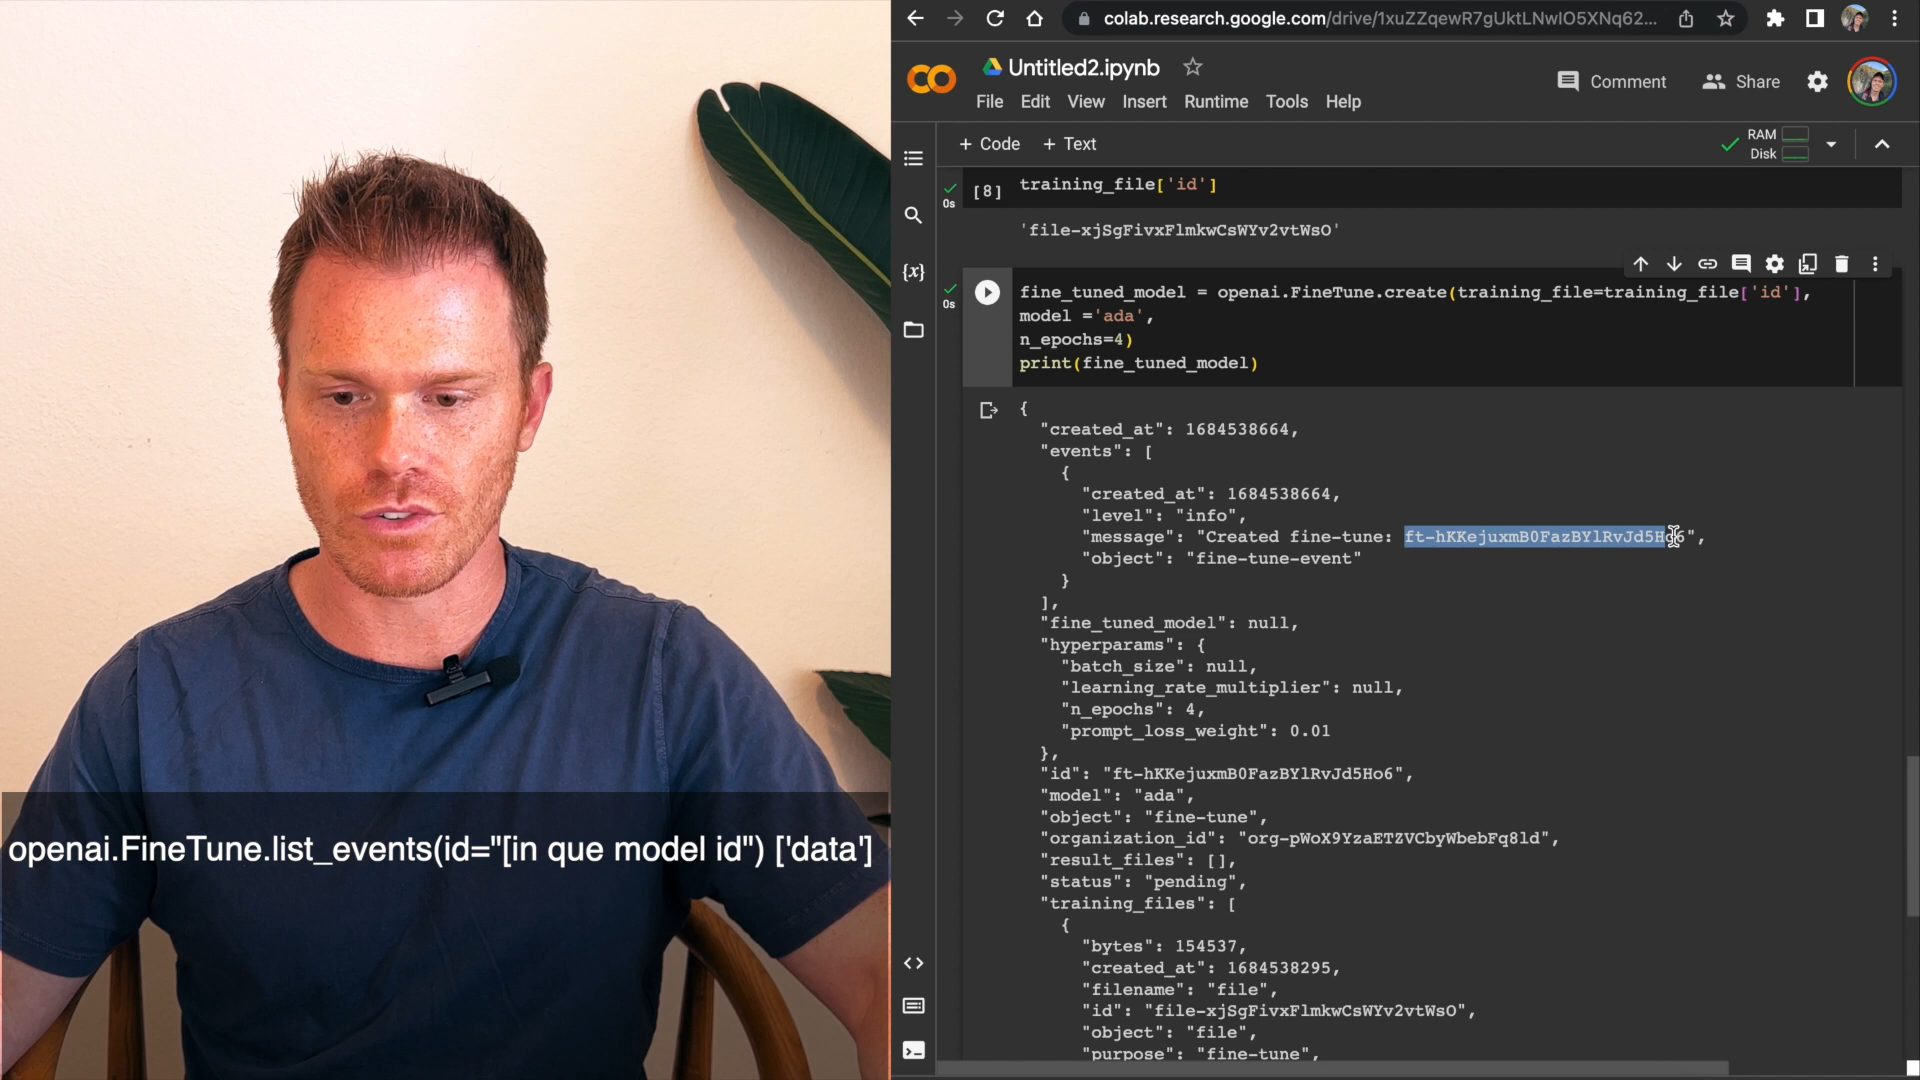 openai.FineTune.list_events(id="[in que model id") ['data']
colab.research.google.com/drive/1xuZZqewR7gUktLNwIO5XNq62...
Untitled2.ipynb
Comment
Share
File Edit View Insert Runtime Tools Help
+ Code + Text
RAM
Disk
0s
[8]
training_file['id']
'file-xjSgFivxFlmkwCsWYv2vtWsO'
0s
fine_tuned_model = openai.FineTune.create(training_file=training_file['id'],
model ='ada',
n_epochs=4)
print(fine_tuned_model)
{
"created_at": 1684538664,
"events": [
{
"created_at": 1684538664,
"level": "info",
"message": "Created fine-tune: ft-hKKejuxmB0FazBYlRvJd5Ho6",
"object": "fine-tune-event"
}
],
"fine_tuned_model": null,
"hyperparams": {
"batch_size": null,
"learning_rate_multiplier": null,
"n_epochs": 4,
"prompt_loss_weight": 0.01
},
"id": "ft-hKKejuxmB0FazBYlRvJd5Ho6",
"model": "ada",
"object": "fine-tune",
"organization_id": "org-pWoX9YzaETZVCbyWbebFq8ld",
"result_files": [],
"status": "pending",
"training_files": [
{
"bytes": 154537,
"created_at": 1684538295,
"filename": "file",
"id": "file-xjSgFivxFlmkwCsWYv2vtWsO",
"object": "file",
"purpose": "fine-tune",